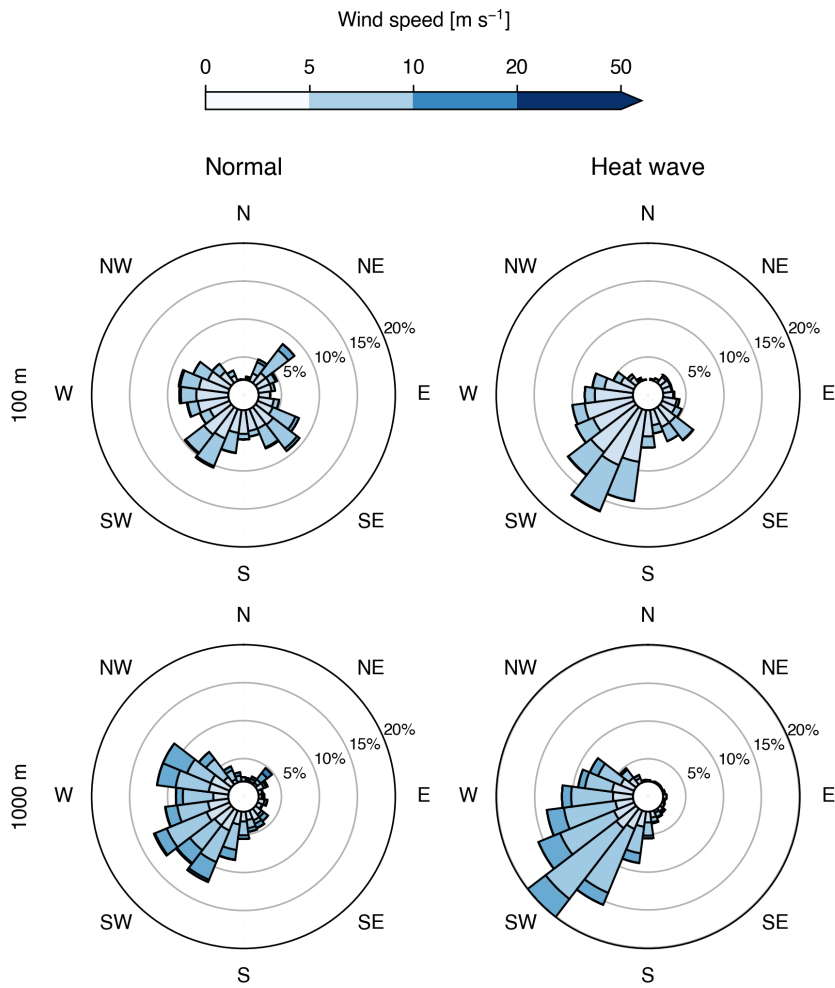 Wind speed [m s⁻¹]
0 5 10 20 50
Normal Heat wave
N N
NW NE NW NE
20% 20%
15% 15%
10% 10%
5% 5%
100 m W E W E
SW SE SW SE
S S
N N
NW NE NW NE
20% 20%
15% 15%
10% 10%
5% 5%
1000 m W E W E
SW SE SW SE
S S